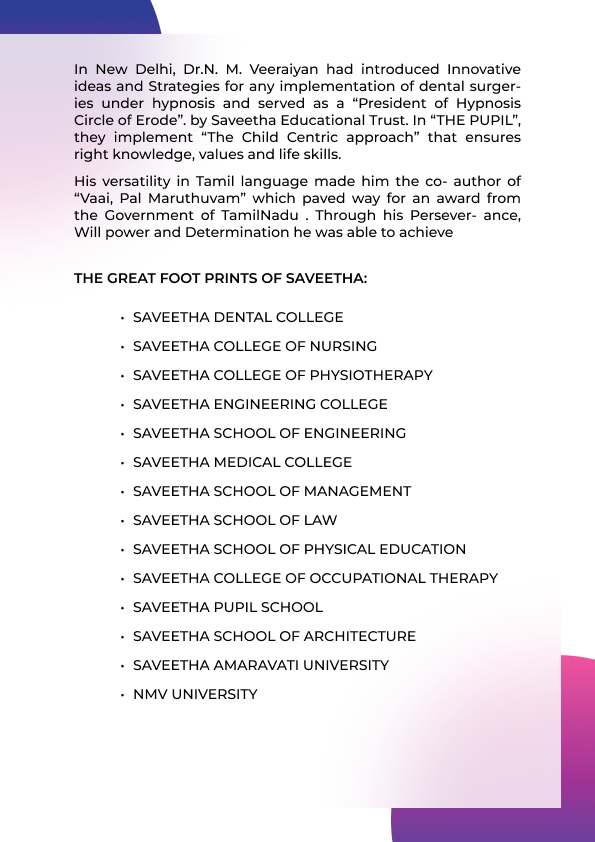 In New Delhi, Dr.N. M. Veeraiyan had introduced Innovative
ideas and Strategies for any implementation of dental surger-
ies under hypnosis and served as a “President of Hypnosis
Circle of Erode”. by Saveetha Educational Trust. In “THE PUPIL”,
they implement “The Child Centric approach” that ensures
right knowledge, values and life skills.
His versatility in Tamil language made him the co- author of
“Vaai, Pal Maruthuvam” which paved way for an award from
the Government of TamilNadu . Through his Persever- ance,
Will power and Determination he was able to achieve
THE GREAT FOOT PRINTS OF SAVEETHA:
• SAVEETHA DENTAL COLLEGE
• SAVEETHA COLLEGE OF NURSING
• SAVEETHA COLLEGE OF PHYSIOTHERAPY
• SAVEETHA ENGINEERING COLLEGE
• SAVEETHA SCHOOL OF ENGINEERING
• SAVEETHA MEDICAL COLLEGE
• SAVEETHA SCHOOL OF MANAGEMENT
• SAVEETHA SCHOOL OF LAW
• SAVEETHA SCHOOL OF PHYSICAL EDUCATION
• SAVEETHA COLLEGE OF OCCUPATIONAL THERAPY
• SAVEETHA PUPIL SCHOOL
• SAVEETHA SCHOOL OF ARCHITECTURE
• SAVEETHA AMARAVATI UNIVERSITY
• NMV UNIVERSITY